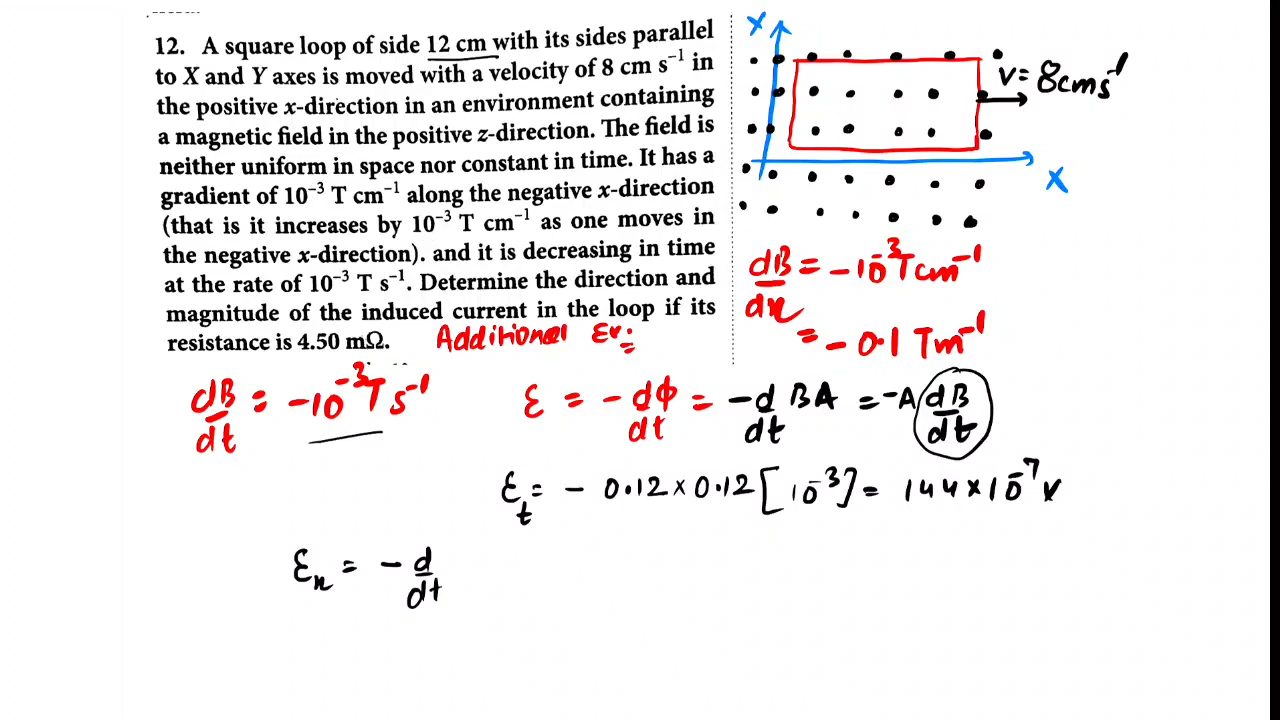 12. A square loop of side 12 cm with its sides parallel
to X and Y axes is moved with a velocity of 8 cm s⁻¹ in
the positive x-direction in an environment containing
a magnetic field in the positive z-direction. The field is
neither uniform in space nor constant in time. It has a
gradient of 10⁻³ T cm⁻¹ along the negative x-direction
(that is it increases by 10⁻³ T cm⁻¹ as one moves in
the negative x-direction). and it is decreasing in time
at the rate of 10⁻³ T s⁻¹. Determine the direction and
magnitude of the induced current in the loop if its
resistance is 4.50 mΩ.
Additional Ex:
X
v = 8cms⁻¹
X
dB/dx = -10⁻³Tcm⁻¹
= -0.1 Tm⁻¹
dB/dt = -10⁻³Ts⁻¹
ε = -dϕ/dt = -d/dt BA = -A dB/dt
εt = - 0.12 × 0.12 [10⁻³] = 144 × 10⁻⁷ V
εx = - d/dt